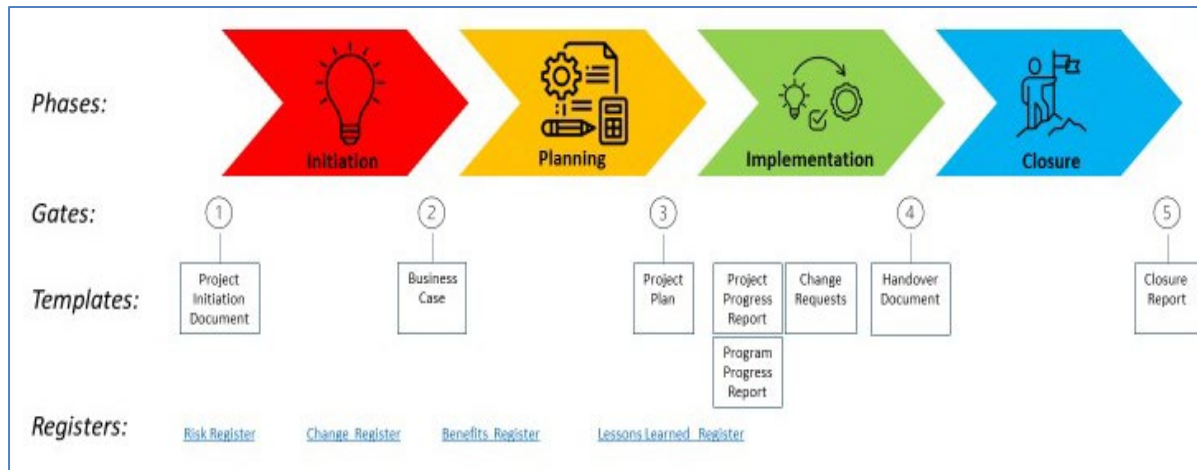 Phases:
Initiation
Planning
Implementation
Closure
Gates:
1
2
3
4
5
Templates:
Project
Initiation
Document
Business
Case
Project
Plan
Project
Progress
Report
Change
Requests
Handover
Document
Closure
Report
Program
Progress
Report
Registers:
Risk Register
Change Register
Benefits Register
Lessons Learned Register